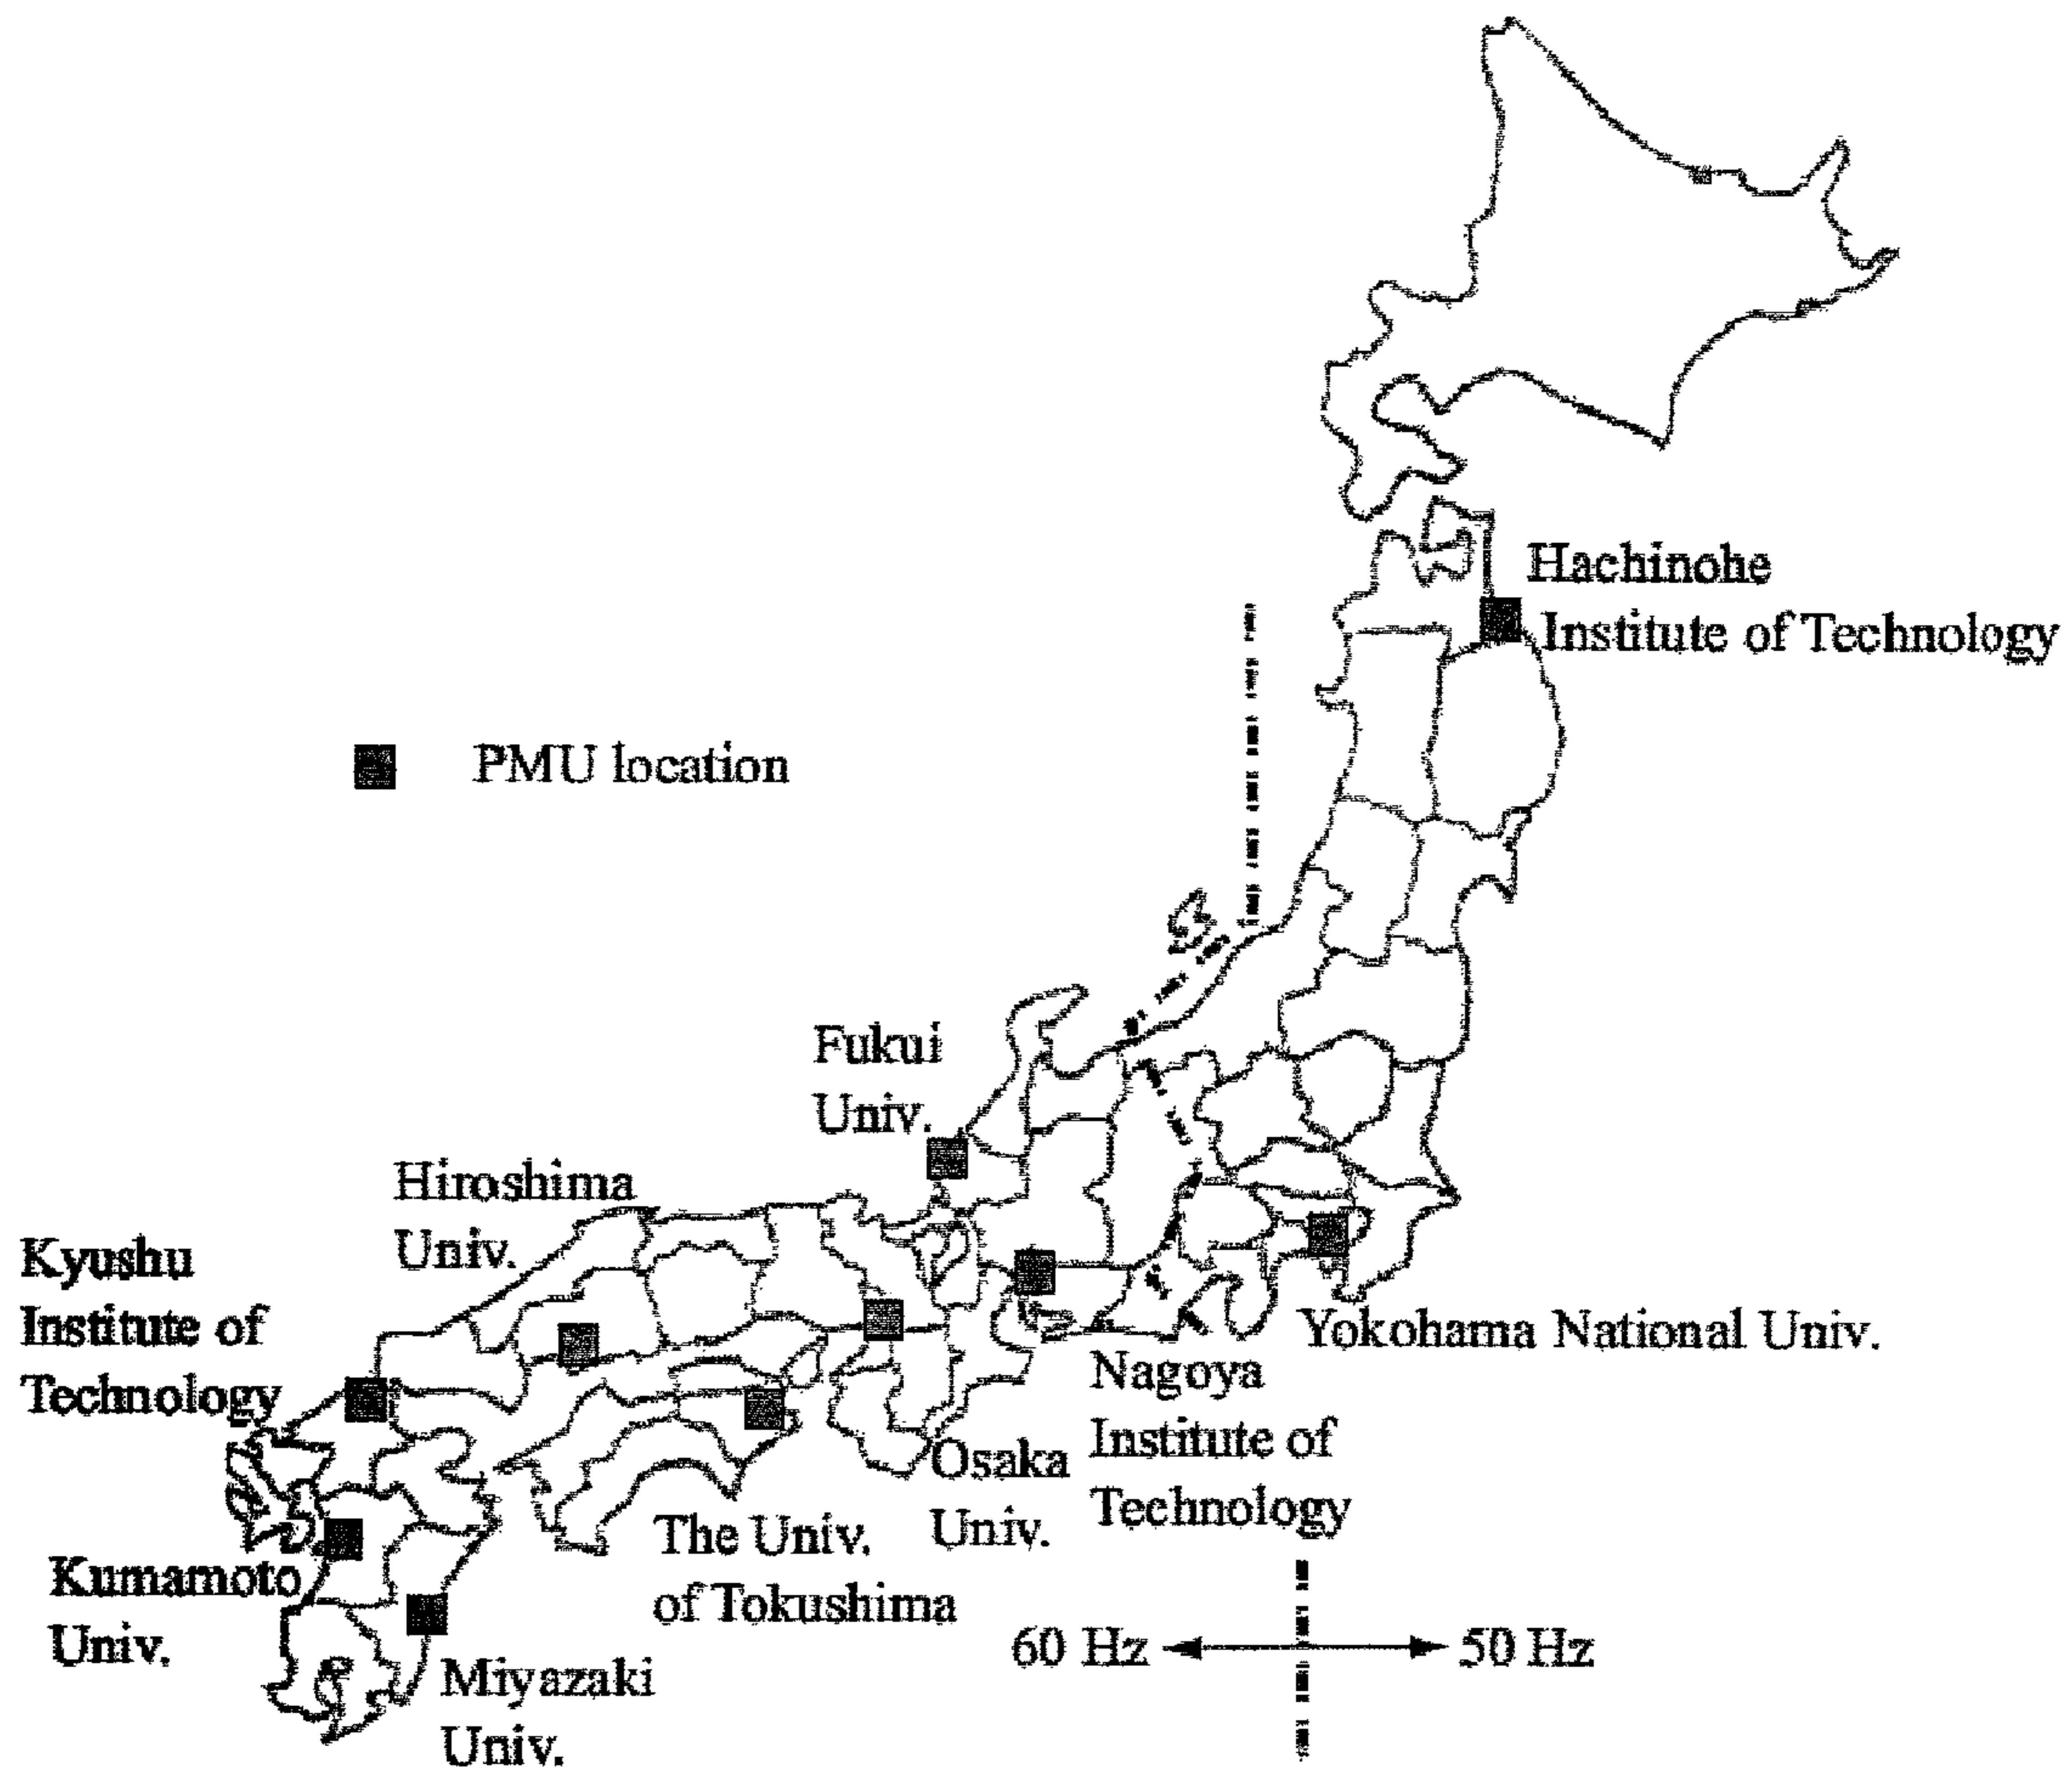 Hachinohe
Institute of Technology
PMU location
Fukui
Univ.
Hiroshima
Univ.
Kyushu
Institute of
Technology
Yokohama National Univ.
Nagoya
Institute of
Technology
Osaka
Univ.
The Univ.
of Tokushima
Kumamoto
Univ.
Miyazaki
Univ.
60 Hz
50 Hz